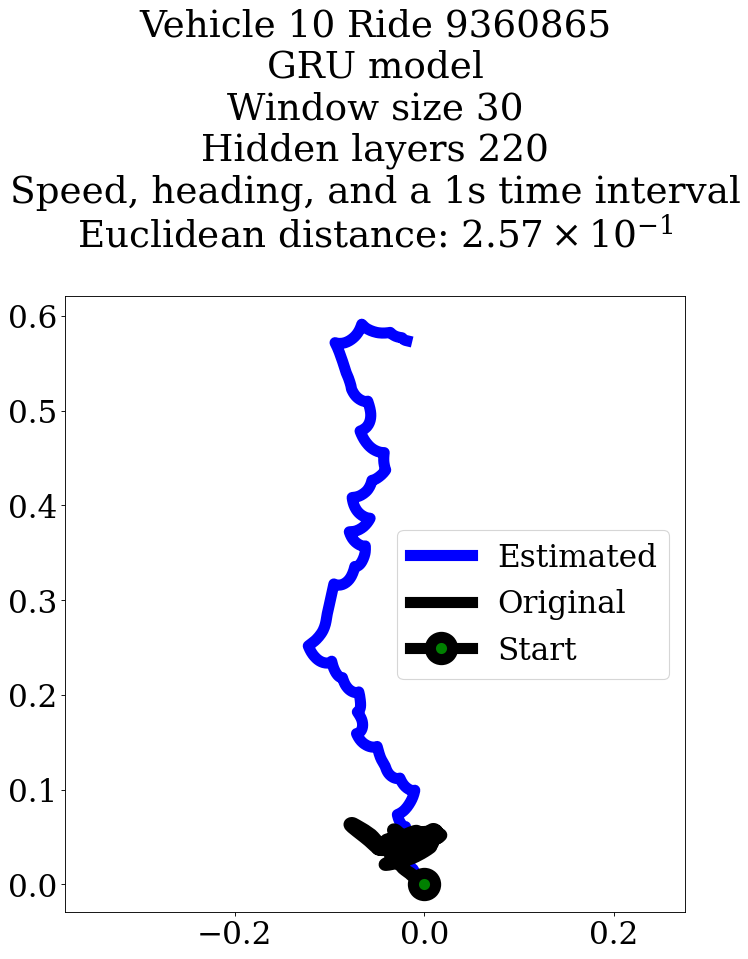 Vehicle 10 Ride 9360865
GRU model
Window size 30
Hidden layers 220
Speed, heading, and a 1s time interval
Euclidean distance: 2.57 × 10⁻¹
0.6
0.5
0.4
0.3
0.2
0.1
0.0
Estimated
Original
Start
−0.2 0.0 0.2